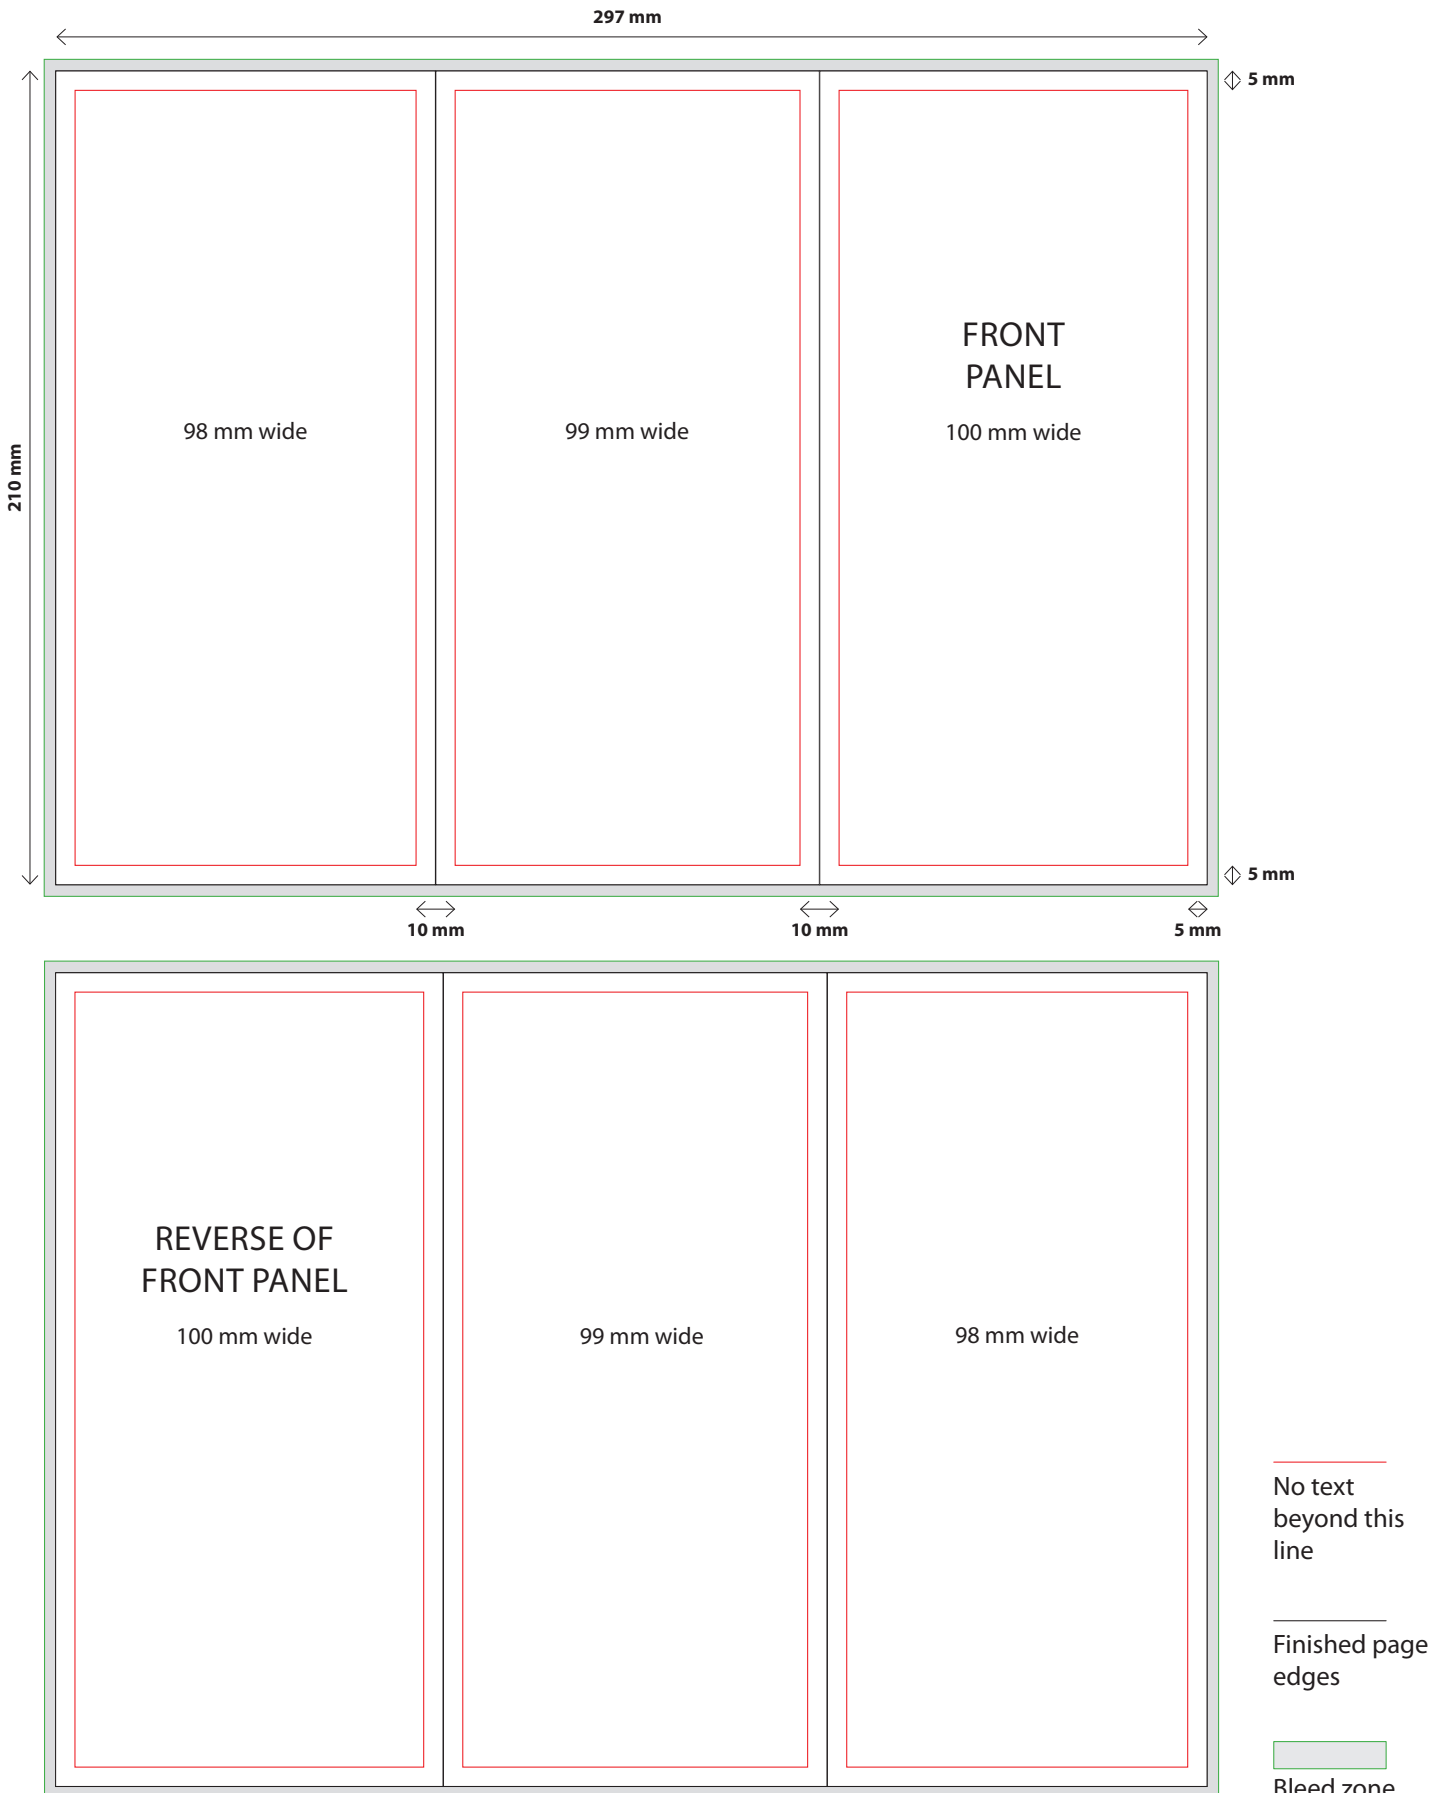 297 mm
5 mm
210 mm
FRONT
PANEL
98 mm wide
99 mm wide
100 mm wide
5 mm
10 mm
10 mm
5 mm
REVERSE OF
FRONT PANEL
100 mm wide
99 mm wide
98 mm wide
No text
beyond this
line
Finished page
edges
Bleed zone